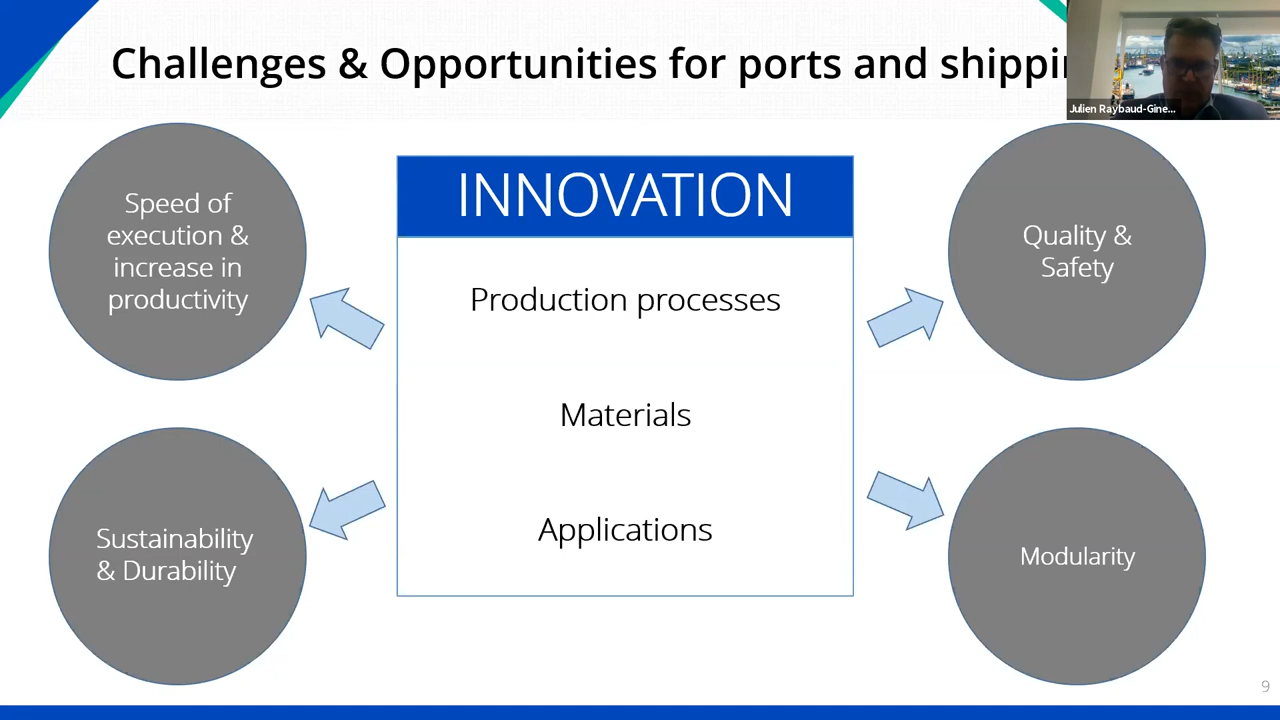 Challenges & Opportunities for ports and
Julien Raybaud-Gine...
Speed of
execution &
increase in
productivity
INNOVATION
Production processes
Materials
Applications
Quality &
Safety
Sustainability
& Durability
Modularity
9